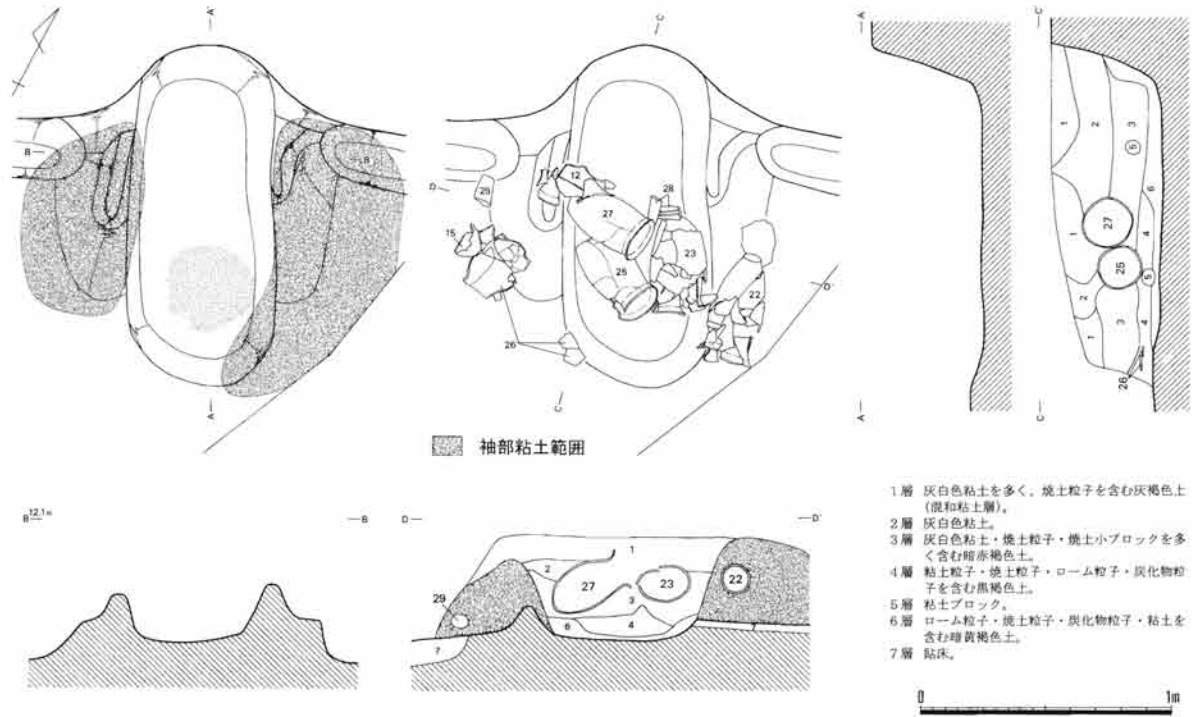 A'
B
B
A
C'
12
28
29
27
D
15
23
25
22
D'
26
C
A'
A
C'
1
2
3
5
6
1
27
4
25
5
2
3
4
1
26
C
袖部粘土範囲
B 12.1m
B
D
D'
1
2
27
23
22
29
3
6
4
7
7
1層 灰白色粘土を多く、焼土粒子を含む灰褐色土
(混和粘土層)。
2層 灰白色粘土。
3層 灰白色粘土・焼土粒子・焼土小ブロックを多
く含む暗赤褐色土。
4層 粘土粒子・焼土粒子・ローム粒子・炭化物粒
子を含む黒褐色土。
5層 粘土ブロック。
6層 ローム粒子・焼土粒子・炭化物粒子・粘土を
含む暗黄褐色土。
7層 貼床。
0 1m